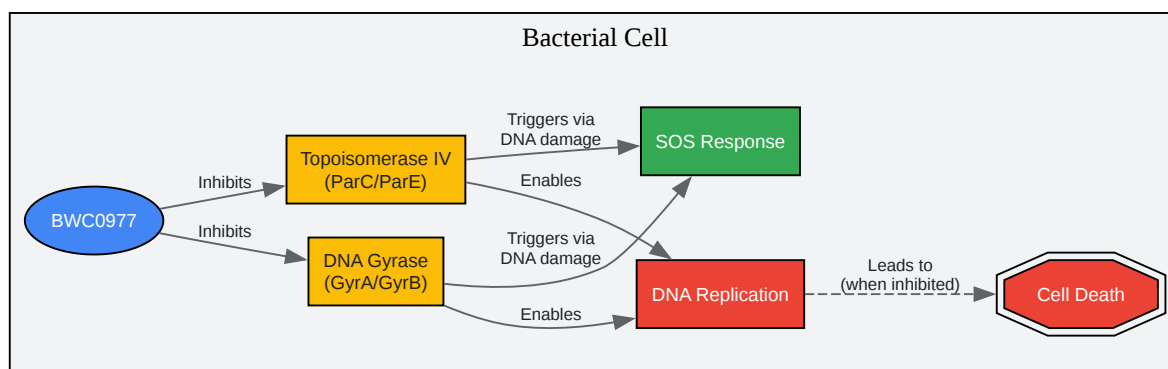 Bacterial Cell
BWC0977
Inhibits
Inhibits
Topoisomerase IV
(ParC/ParE)
DNA Gyrase
(GyrA/GyrB)
Triggers via
DNA damage
Enables
Triggers via
DNA damage
Enables
SOS Response
DNA Replication
Leads to
(when inhibited)
Cell Death